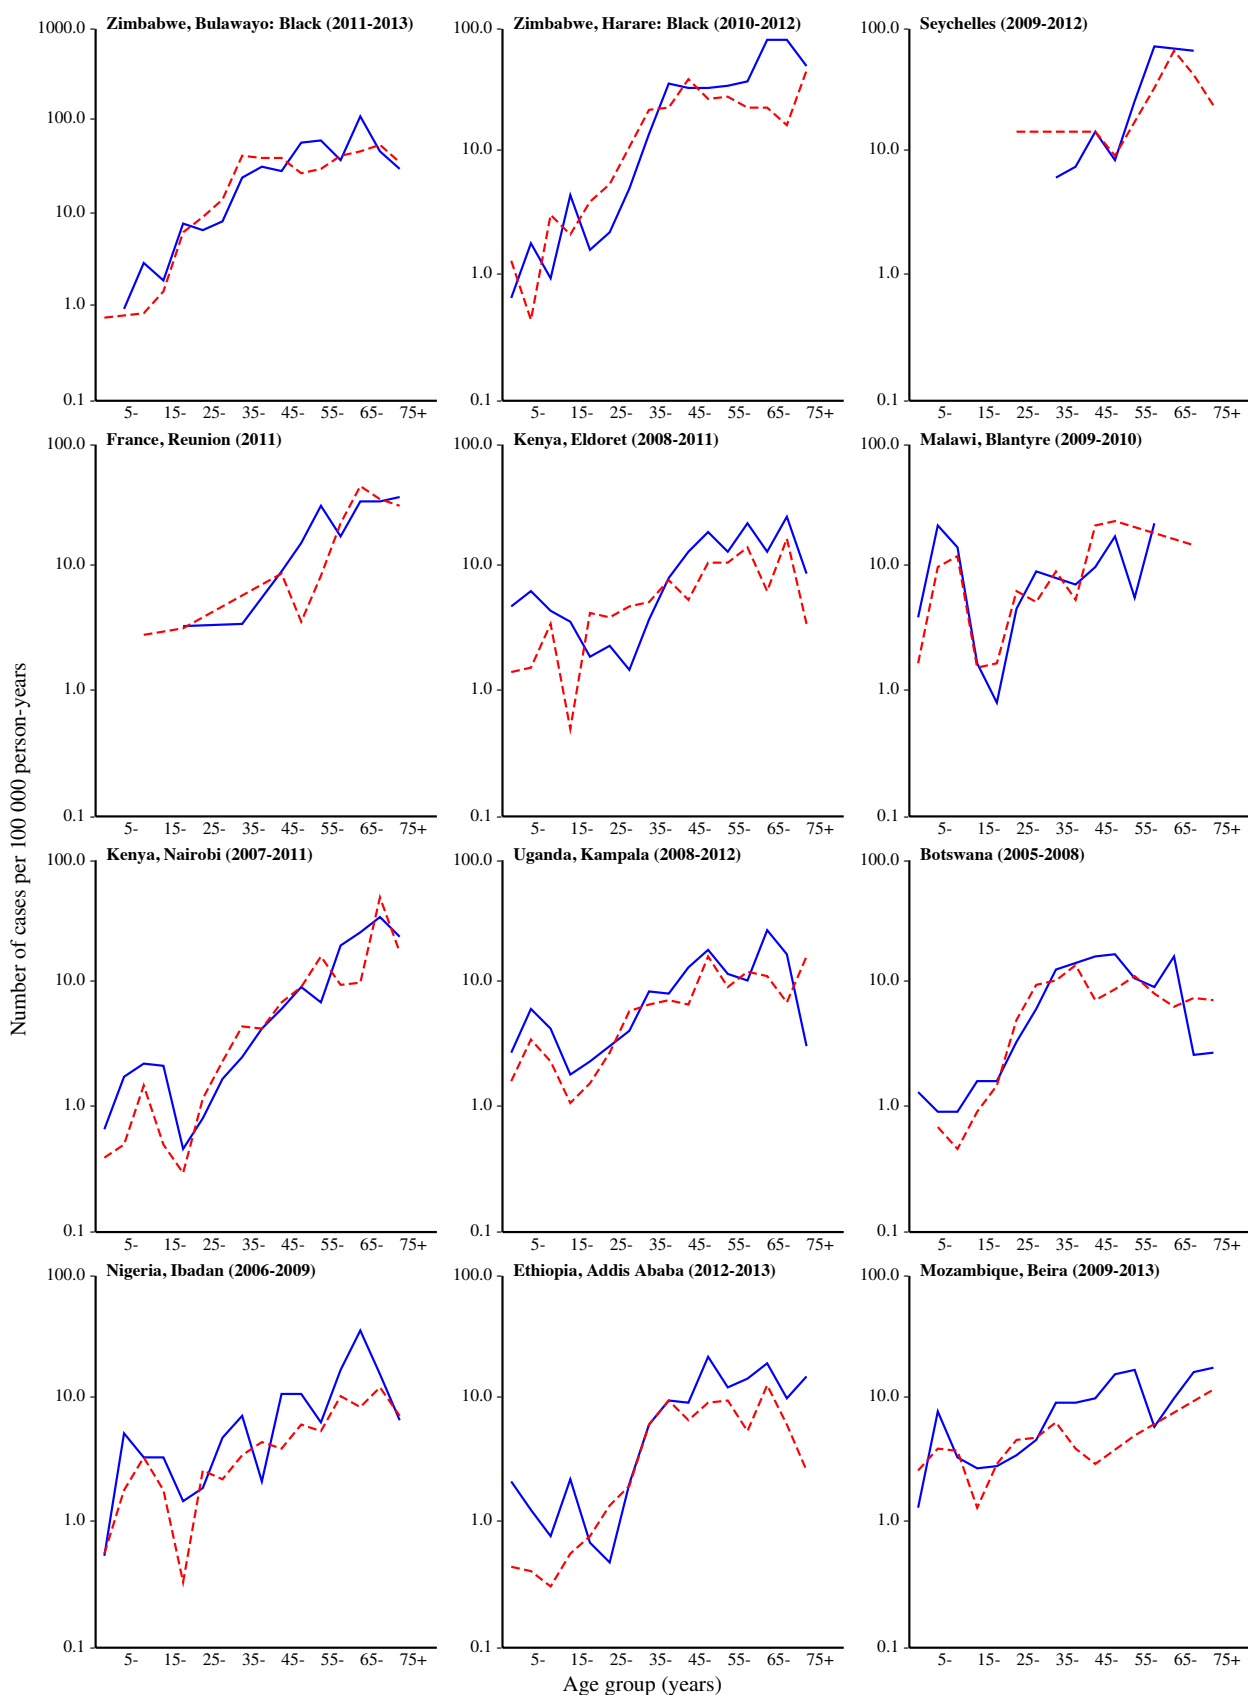 Zimbabwe, Bulawayo: Black (2011-2013)
1000.0
100.0
10.0
1.0
0.1
5- 15- 25- 35- 45- 55- 65- 75+
Zimbabwe, Harare: Black (2010-2012)
100.0
10.0
1.0
0.1
5- 15- 25- 35- 45- 55- 65- 75+
Seychelles (2009-2012)
100.0
10.0
1.0
0.1
5- 15- 25- 35- 45- 55- 65- 75+
France, Reunion (2011)
100.0
10.0
1.0
0.1
5- 15- 25- 35- 45- 55- 65- 75+
Kenya, Eldoret (2008-2011)
100.0
10.0
1.0
0.1
5- 15- 25- 35- 45- 55- 65- 75+
Malawi, Blantyre (2009-2010)
100.0
10.0
1.0
0.1
5- 15- 25- 35- 45- 55- 65- 75+
Number of cases per 100 000 person-years
Kenya, Nairobi (2007-2011)
100.0
10.0
1.0
0.1
5- 15- 25- 35- 45- 55- 65- 75+
Uganda, Kampala (2008-2012)
100.0
10.0
1.0
0.1
5- 15- 25- 35- 45- 55- 65- 75+
Botswana (2005-2008)
100.0
10.0
1.0
0.1
5- 15- 25- 35- 45- 55- 65- 75+
Nigeria, Ibadan (2006-2009)
100.0
10.0
1.0
0.1
5- 15- 25- 35- 45- 55- 65- 75+
Ethiopia, Addis Ababa (2012-2013)
100.0
10.0
1.0
0.1
5- 15- 25- 35- 45- 55- 65- 75+
Mozambique, Beira (2009-2013)
100.0
10.0
1.0
0.1
5- 15- 25- 35- 45- 55- 65- 75+
Age group (years)